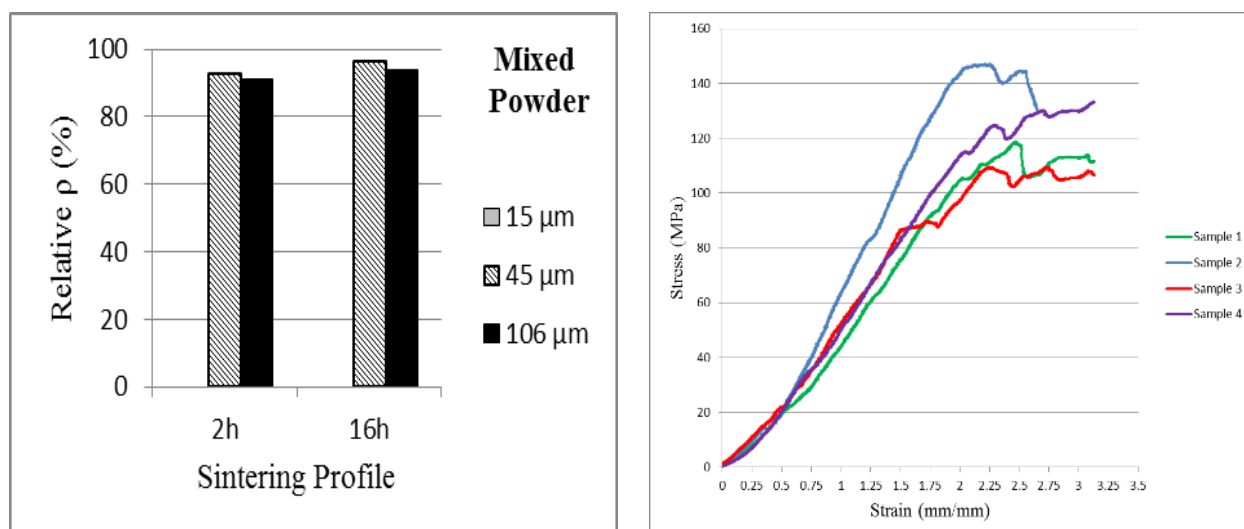 100
80
60
40
20
0
Relative ρ (%)
2h
16h
Sintering Profile
Mixed
Powder
15 μm
45 μm
106 μm
160
140
120
100
80
60
40
20
0
Stress (MPa)
0 0.25 0.5 0.75 1 1.25 1.5 1.75 2 2.25 2.5 2.75 3 3.25 3.5
Strain (mm/mm)
Sample 1
Sample 2
Sample 3
Sample 4